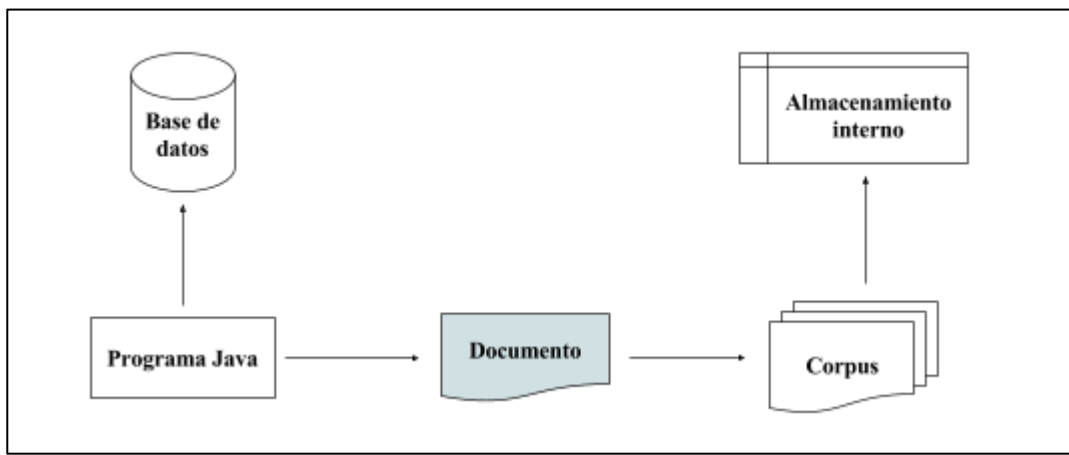 Base de
datos
Almacenamiento
interno
Programa Java
Documento
Corpus